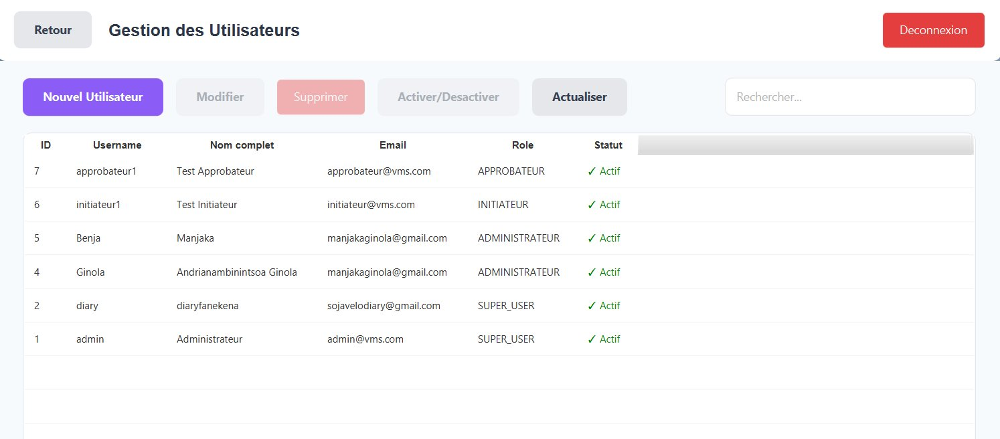 Retour Gestion des Utilisateurs Deconnexion
Nouvel Utilisateur Modifier Supprimer Activer/Desactiver Actualiser Rechercher...
ID Username Nom complet Email Role Statut
7 approbateur1 Test Approbateur approbateur@vms.com APPROBATEUR ✓ Actif
6 initiateur1 Test Initiateur initiateur@vms.com INITIATEUR ✓ Actif
5 Benja Manjaka manjakaginola@gmail.com ADMINISTRATEUR ✓ Actif
4 Ginola Andrianambinintsoa Ginola manjakaginola@gmail.com ADMINISTRATEUR ✓ Actif
2 diary diaryfanekena sojavelodiary@gmail.com SUPER_USER ✓ Actif
1 admin Administrateur admin@vms.com SUPER_USER ✓ Actif